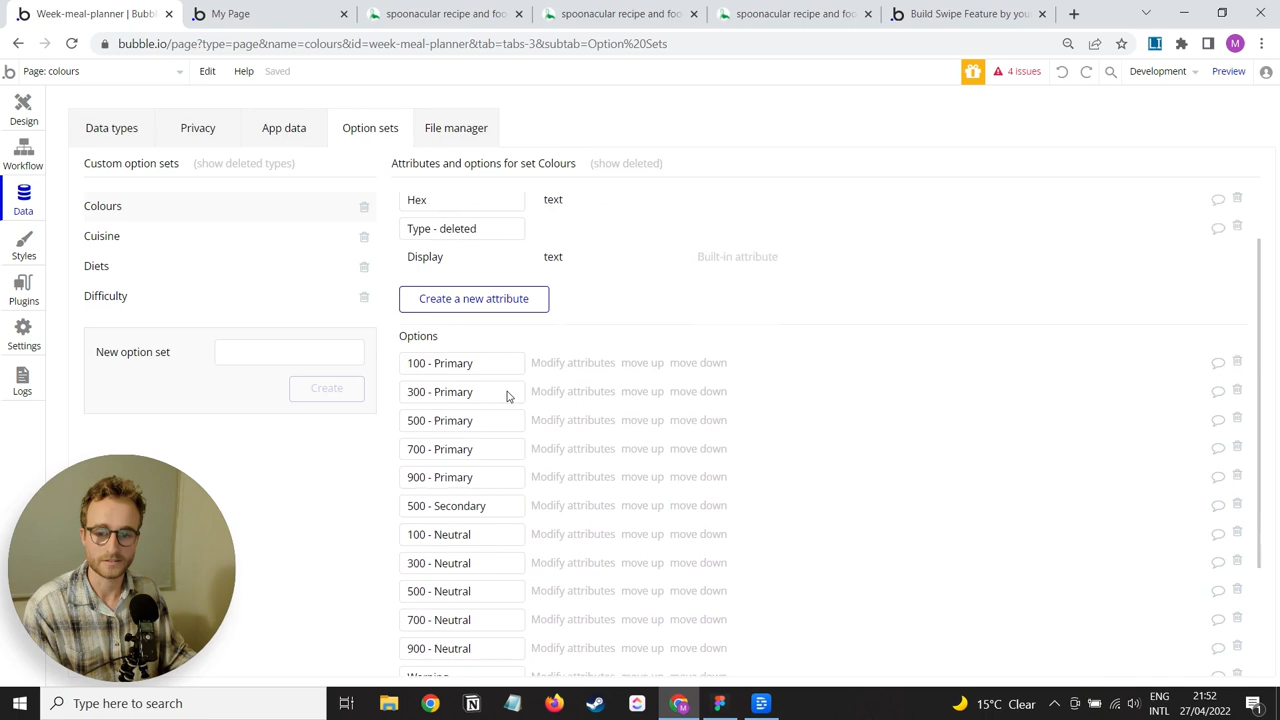 Week-meal-planner | Bubbl
My Page
spoonacular recipe and foo
spoonacular recipe and foo
spoonacular recipe and foo
Build Swipe Feature by you
bubble.io/page?type=page&name=colours&id=week-meal-planner&tab=tabs-3&subtab=Option%20Sets
M
Page: colours
Edit
Help
Saved
4 issues
Development
Preview
Design
Workflow
Data
Styles
Plugins
Settings
Logs
Data types
Privacy
App data
Option sets
File manager
Custom option sets
(show deleted types)
Attributes and options for set Colours
(show deleted)
Colours
Cuisine
Diets
Difficulty
New option set
Create
Hex
text
Type - deleted
Display
text
Built-in attribute
Create a new attribute
Options
100 - Primary
Modify attributes move up move down
300 - Primary
Modify attributes move up move down
500 - Primary
Modify attributes move up move down
700 - Primary
Modify attributes move up move down
900 - Primary
Modify attributes move up move down
500 - Secondary
Modify attributes move up move down
100 - Neutral
Modify attributes move up move down
300 - Neutral
Modify attributes move up move down
500 - Neutral
Modify attributes move up move down
700 - Neutral
Modify attributes move up move down
900 - Neutral
Modify attributes move up move down
Type here to search
15°C Clear
ENG
INTL
21:52
27/04/2022